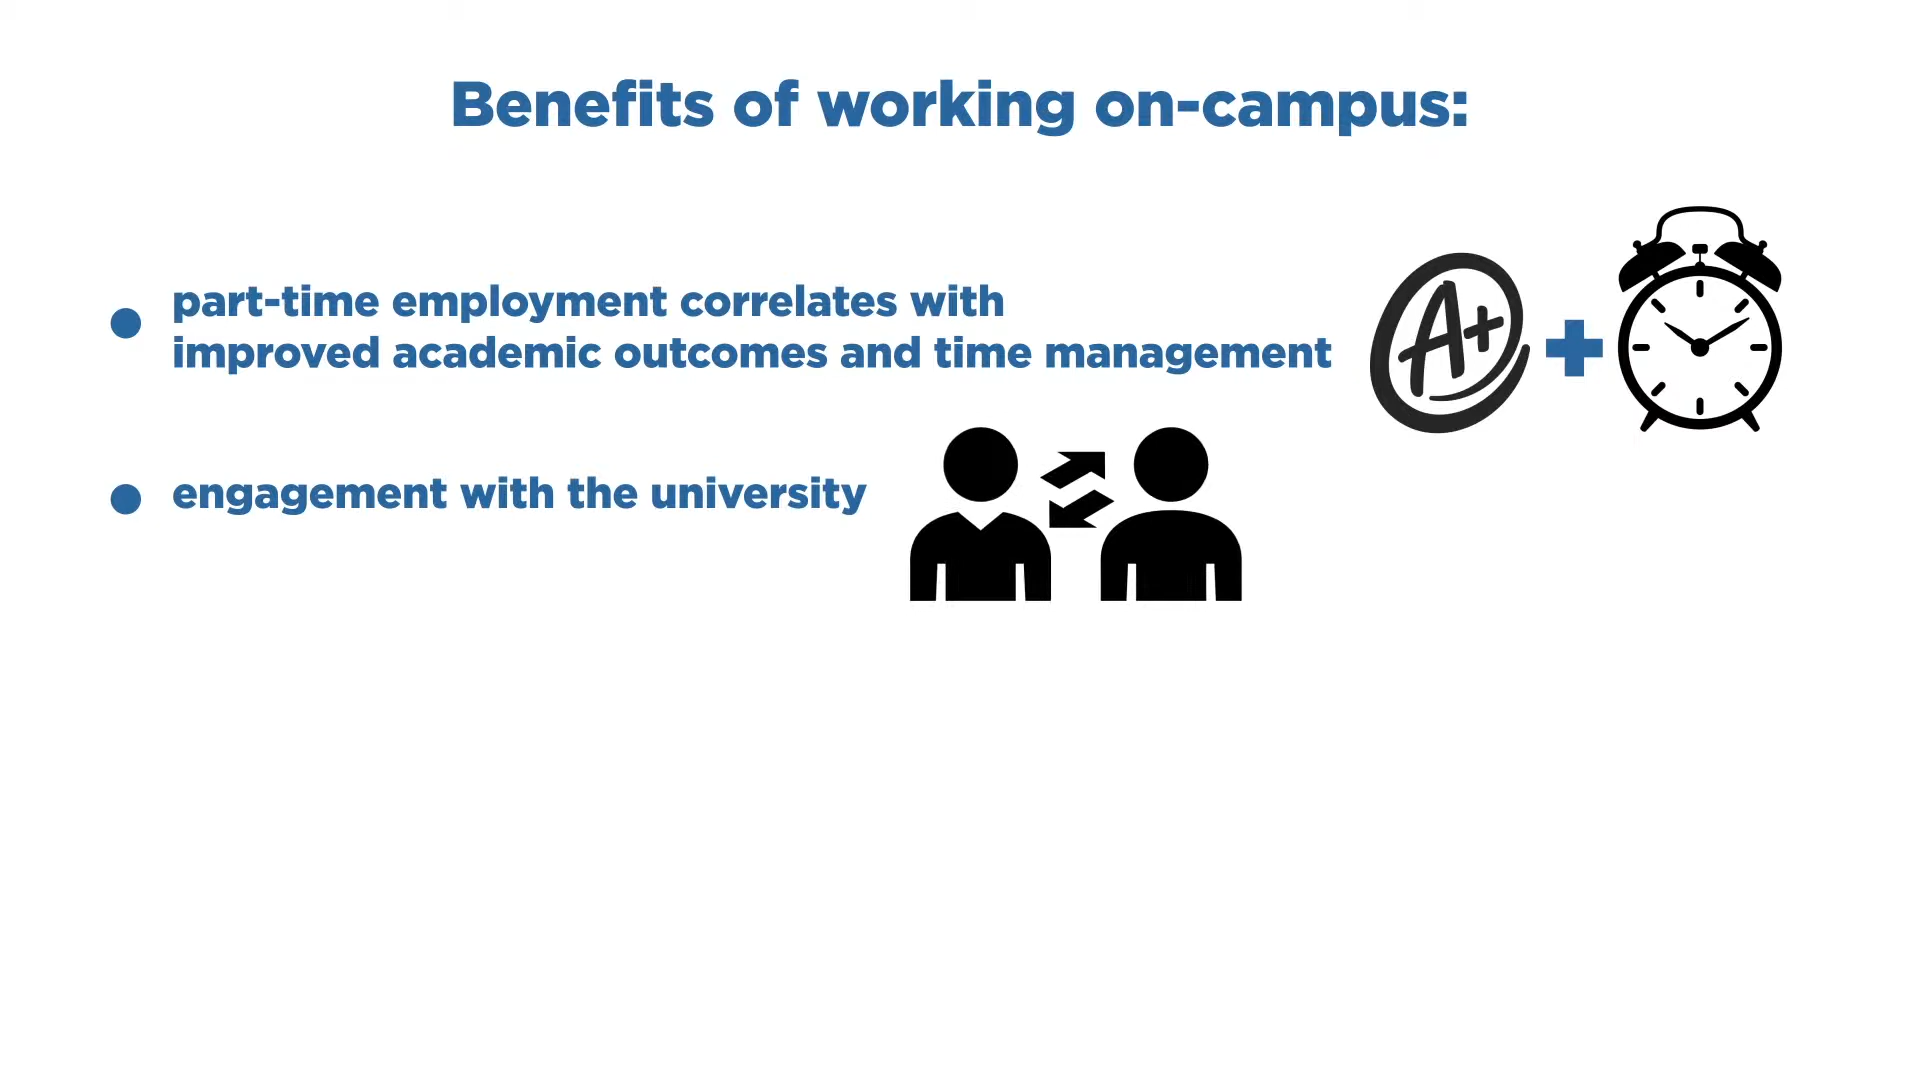 Benefits of working on-campus:
part-time employment correlates with
improved academic outcomes and time management
A+
engagement with the university